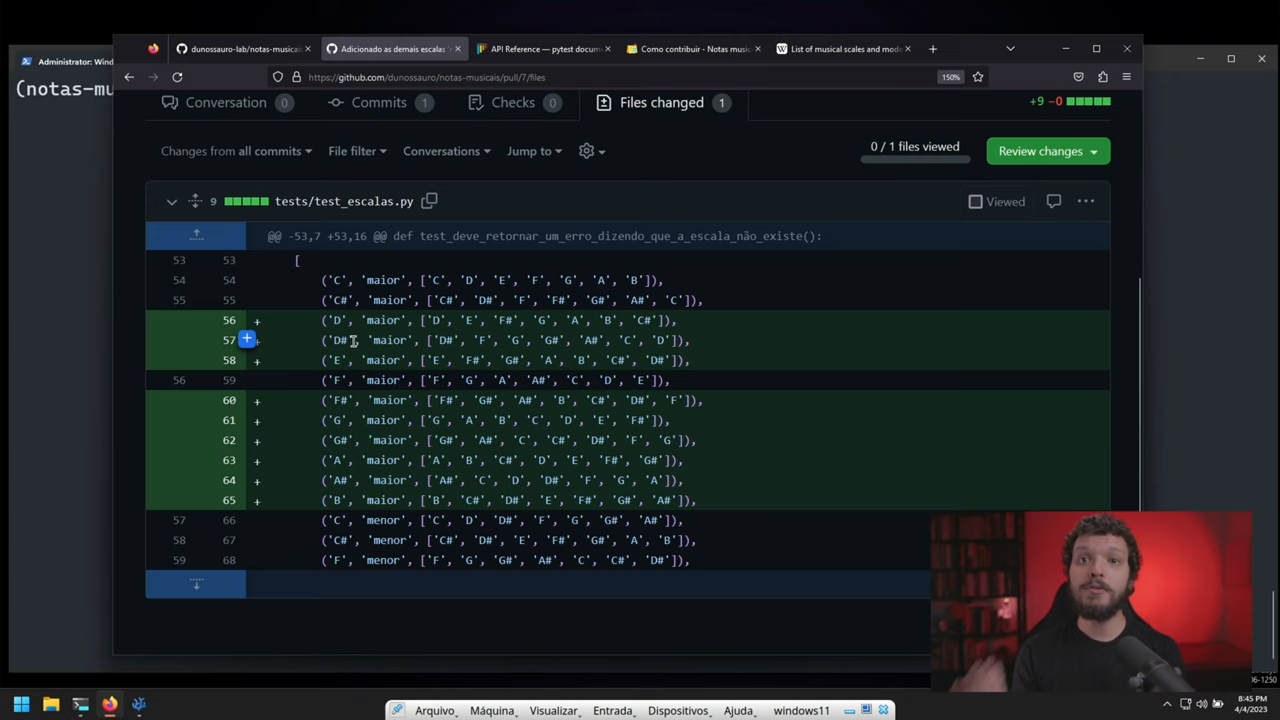 Administrator: Wind
(notas-mu
dunossauro-lab/notas-musicai
Adicionado as demais escalas
API Reference — pytest docum
Como contribuir - Notas musi
List of musical scales and mode
https://github.com/dunossauro/notas-musicais/pull/7/files
150%
Conversation 0
Commits 1
Checks 0
Files changed 1
+9 −0
Changes from all commits
File filter
Conversations
Jump to
0 / 1 files viewed
Review changes
9 tests/test_escalas.py
Viewed
@@ -53,7 +53,16 @@ def test_deve_retornar_um_erro_dizendo_que_a_escala_não_existe():
53 53 [
54 54 ('C', 'maior', ['C', 'D', 'E', 'F', 'G', 'A', 'B']),
55 55 ('C#', 'maior', ['C#', 'D#', 'F', 'F#', 'G#', 'A#', 'C']),
56 + ('D', 'maior', ['D', 'E', 'F#', 'G', 'A', 'B', 'C#']),
57 + ('D#', 'maior', ['D#', 'F', 'G', 'G#', 'A#', 'C', 'D']),
58 + ('E', 'maior', ['E', 'F#', 'G#', 'A', 'B', 'C#', 'D#']),
56 59 ('F', 'maior', ['F', 'G', 'A', 'A#', 'C', 'D', 'E']),
60 + ('F#', 'maior', ['F#', 'G#', 'A#', 'B', 'C#', 'D#', 'F']),
61 + ('G', 'maior', ['G', 'A', 'B', 'C', 'D', 'E', 'F#']),
62 + ('G#', 'maior', ['G#', 'A#', 'C', 'C#', 'D#', 'F', 'G']),
63 + ('A', 'maior', ['A', 'B', 'C#', 'D', 'E', 'F#', 'G#']),
64 + ('A#', 'maior', ['A#', 'C', 'D', 'D#', 'F', 'G', 'A']),
65 + ('B', 'maior', ['B', 'C#', 'D#', 'E', 'F#', 'G#', 'A#']),
57 66 ('C', 'menor', ['C', 'D', 'D#', 'F', 'G', 'G#', 'A#']),
58 67 ('C#', 'menor', ['C#', 'D#', 'E', 'F#', 'G#', 'A', 'B']),
59 68 ('F', 'menor', ['F', 'G', 'G#', 'A#', 'C', 'C#', 'D#']),
06-1250
8:45 PM
4/4/2023
Arquivo Máquina Visualizar Entrada Dispositivos Ajuda windows11